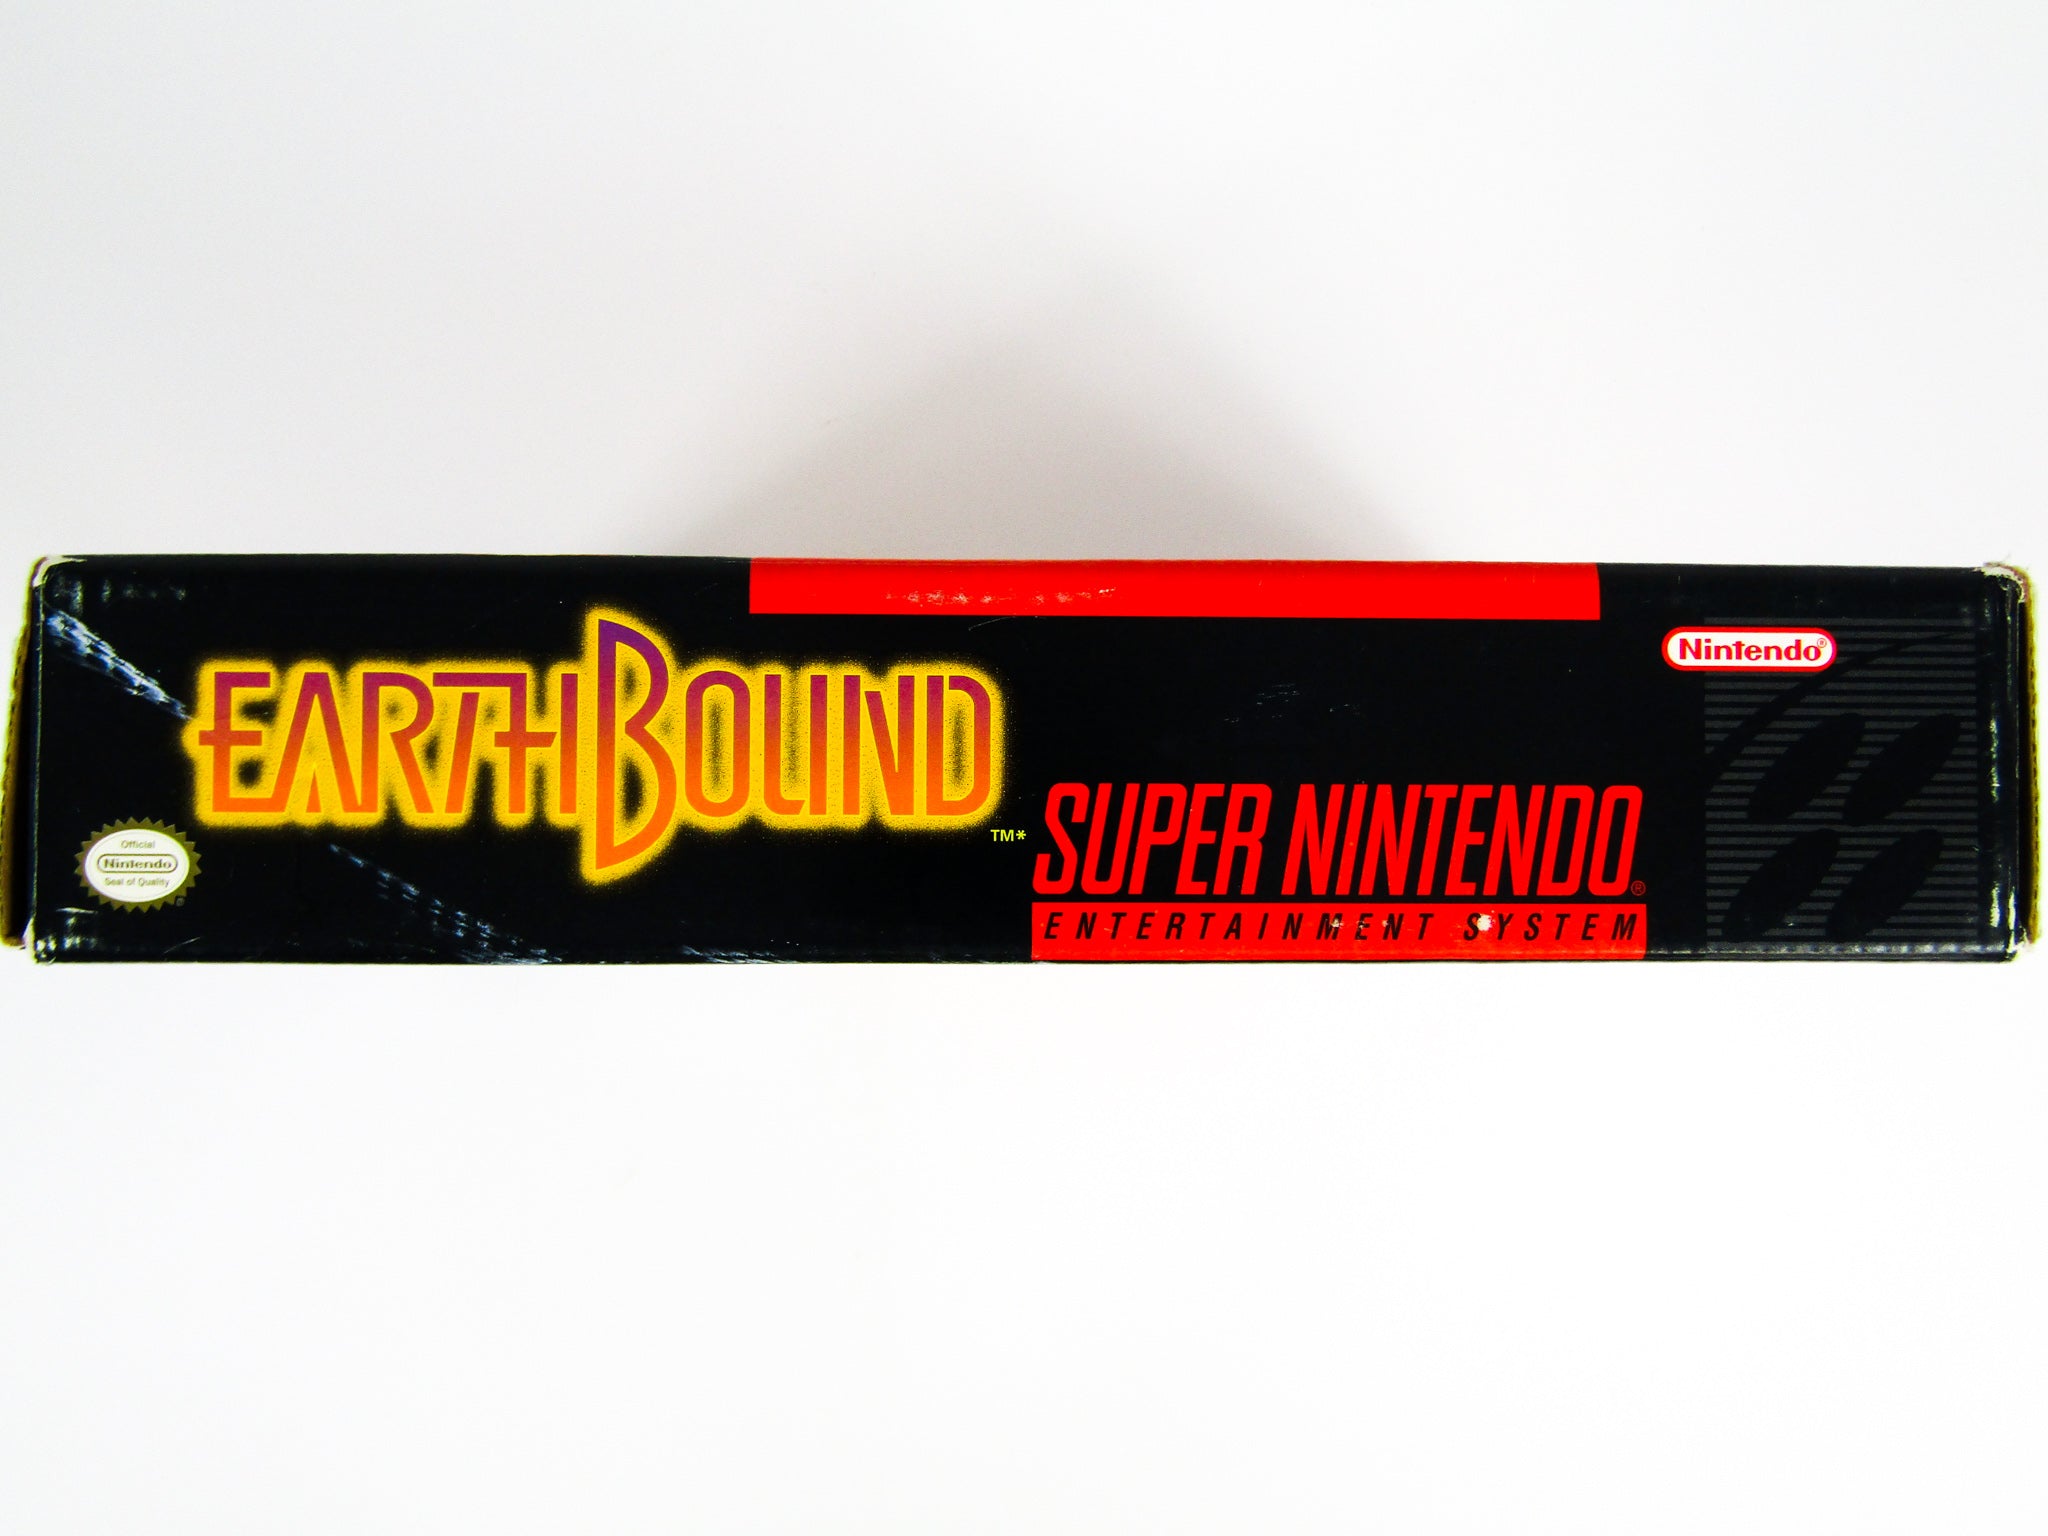 EARTHBOUND
TM*
Official
Nintendo
Seal of Quality
®
SUPER NINTENDO®
ENTERTAINMENT SYSTEM
Nintendo®